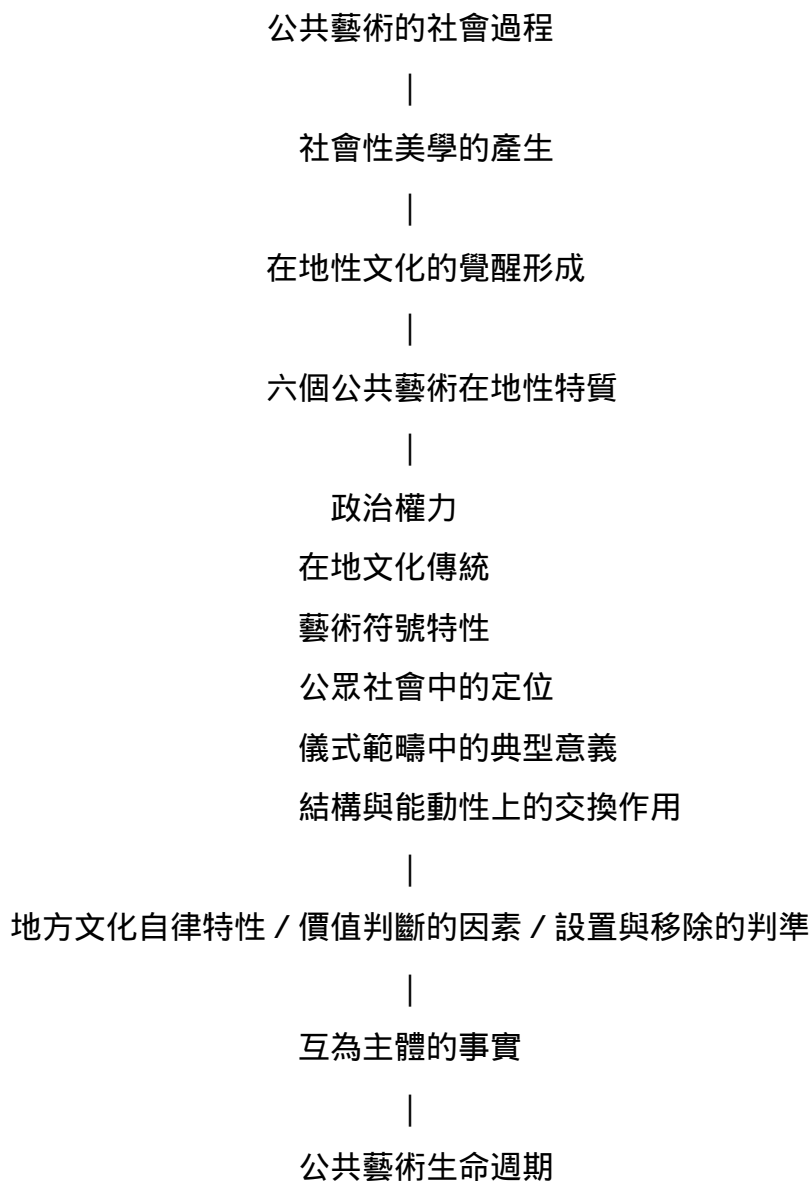 公共藝術的社會過程
|
社會性美學的產生
|
在地性文化的覺醒形成
|
六個公共藝術在地性特質
|
政治權力
在地文化傳統
藝術符號特性
公眾社會中的定位
儀式範疇中的典型意義
結構與能動性上的交換作用
|
地方文化自律特性 / 價值判斷的因素 / 設置與移除的判準
|
互為主體的事實
|
公共藝術生命週期